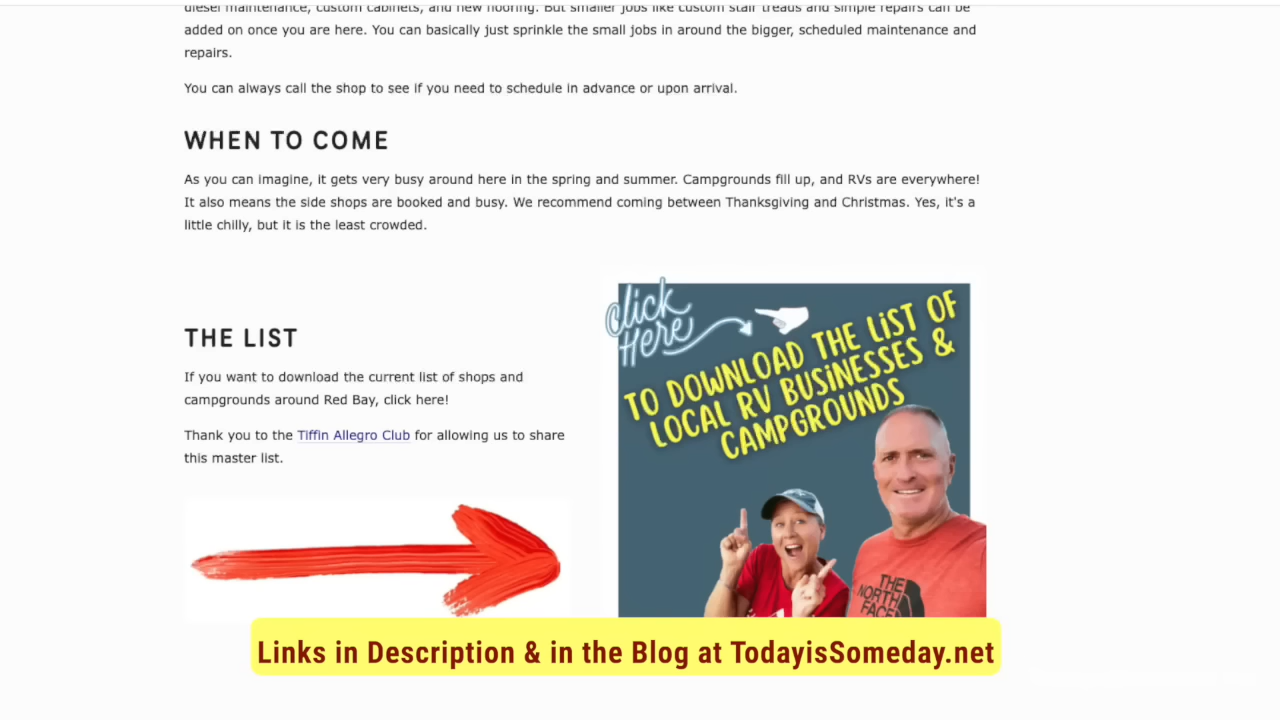 diesel maintenance, custom cabinets, and new flooring. But smaller jobs like custom stair treads and simple repairs can be
added on once you are here. You can basically just sprinkle the small jobs in around the bigger, scheduled maintenance and
repairs.
You can always call the shop to see if you need to schedule in advance or upon arrival.
WHEN TO COME
As you can imagine, it gets very busy around here in the spring and summer. Campgrounds fill up, and RVs are everywhere!
It also means the side shops are booked and busy. We recommend coming between Thanksgiving and Christmas. Yes, it's a
little chilly, but it is the least crowded.
THE LIST
If you want to download the current list of shops and
campgrounds around Red Bay, click here!
Thank you to the Tiffin Allegro Club for allowing us to share
this master list.
click
Here
TO DOWNLOAD THE LiST OF
LOCAL RV BUSiNESSES &
CAMPGROUNDS
THE
NORTH
FACE
Links in Description & in the Blog at TodayisSomeday.net